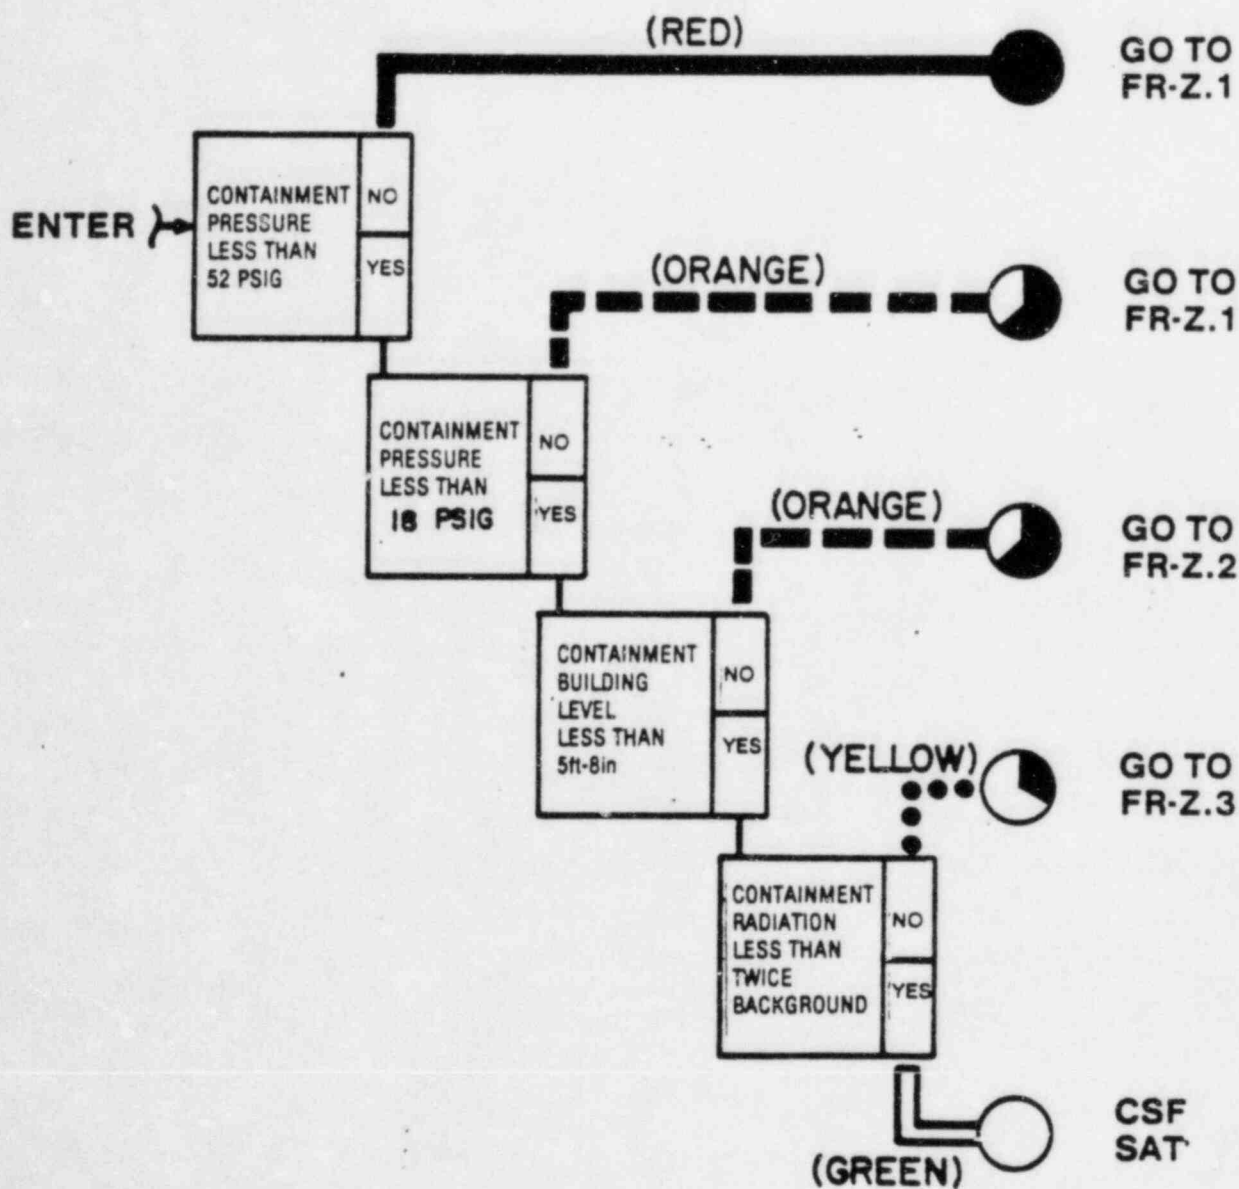 (RED)
GO TO
FR-Z.1
ENTER
CONTAINMENT
PRESSURE
LESS THAN
52 PSIG
NO
YES
(ORANGE)
GO TO
FR-Z.1
CONTAINMENT
PRESSURE
LESS THAN
18 PSIG
NO
YES
(ORANGE)
GO TO
FR-Z.2
CONTAINMENT
BUILDING
LEVEL
LESS THAN
5ft-8in
NO
YES
(YELLOW)
GO TO
FR-Z.3
CONTAINMENT
RADIATION
LESS THAN
TWICE
BACKGROUND
NO
YES
(GREEN)
CSF
SAT